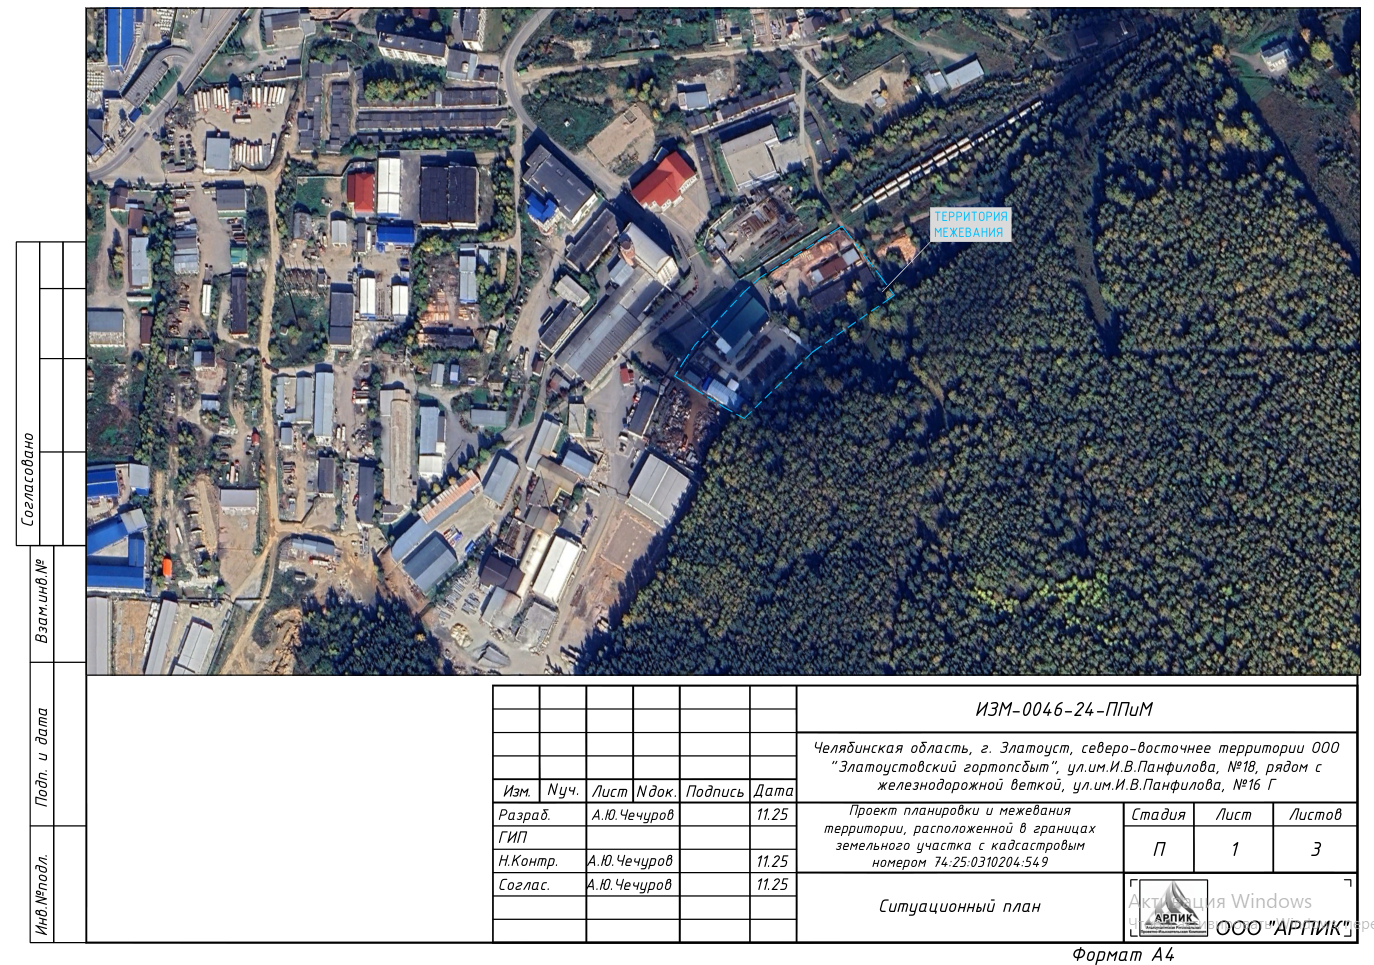 ТЕРРИТОРИЯ
МЕЖЕВАНИЯ
Согласовано
Взам.инв.№
Подп. и дата
Инв.№подл.
ИЗМ-0046-24-ППиМ
Челябинская область, г. Златоуст, северо-восточнее территории ООО
"Златоустовский гортопсбыт", ул.им.И.В.Панфилова, №18, рядом с
железнодорожной веткой, ул.им.И.В.Панфилова, №16 Г
Изм. Nуч. Лист Nдок. Подпись Дата
Разраб. А.Ю.Чечуров 11.25
ГИП
Н.Контр. А.Ю.Чечуров 11.25
Соглас. А.Ю.Чечуров 11.25
Проект планировки и межевания
территории, расположенной в границах
земельного участка с кадсастровым
номером 74:25:0310204:549
Стадия Лист Листов
П 1 3
Ситуационный план
АРПИК
ООО "АРПИК"
Активация Windows
Формат А4